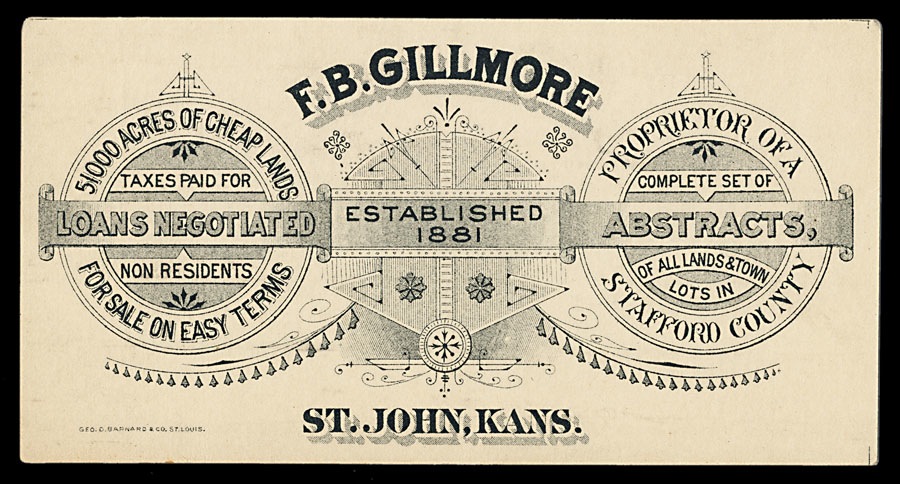 F. B. GILLMORE
51000 ACRES OF CHEAP LANDS
TAXES PAID FOR
LOANS NEGOTIATED
NON RESIDENTS
FOR SALE ON EASY TERMS
ESTABLISHED
1881
PROPRIETOR OF A
COMPLETE SET OF
ABSTRACTS,
OF ALL LANDS & TOWN
LOTS IN
STAFFORD COUNTY
ST. JOHN, KANS.
GEO. D. BARNARD & CO. ST. LOUIS.